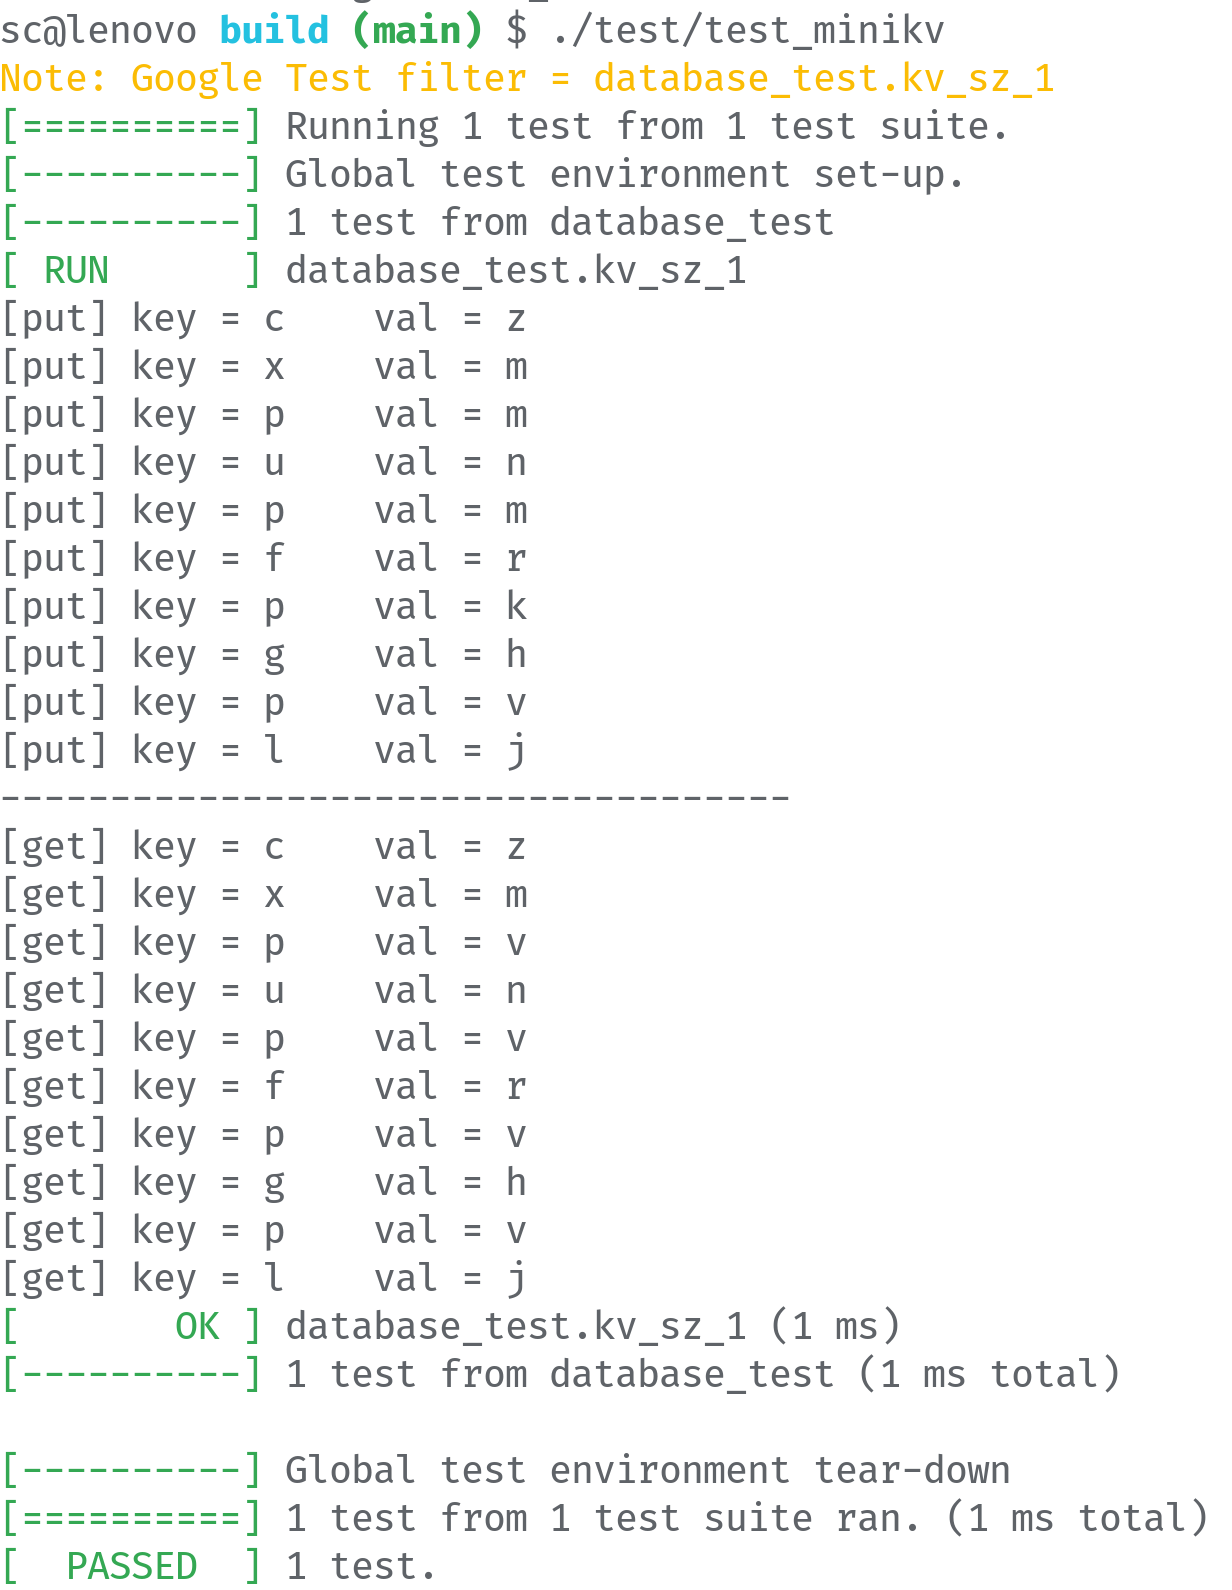 sc@lenovo build (main) $ ./test/test_minikv
Note: Google Test filter = database_test.kv_sz_1
[==========] Running 1 test from 1 test suite.
[----------] Global test environment set-up.
[----------] 1 test from database_test
[ RUN      ] database_test.kv_sz_1
[put] key = c    val = z
[put] key = x    val = m
[put] key = p    val = m
[put] key = u    val = n
[put] key = p    val = m
[put] key = f    val = r
[put] key = p    val = k
[put] key = g    val = h
[put] key = p    val = v
[put] key = l    val = j
------------------------------------
[get] key = c    val = z
[get] key = x    val = m
[get] key = p    val = v
[get] key = u    val = n
[get] key = p    val = v
[get] key = f    val = r
[get] key = p    val = v
[get] key = g    val = h
[get] key = p    val = v
[get] key = l    val = j
[       OK ] database_test.kv_sz_1 (1 ms)
[----------] 1 test from database_test (1 ms total)

[----------] Global test environment tear-down
[==========] 1 test from 1 test suite ran. (1 ms total)
[  PASSED  ] 1 test.